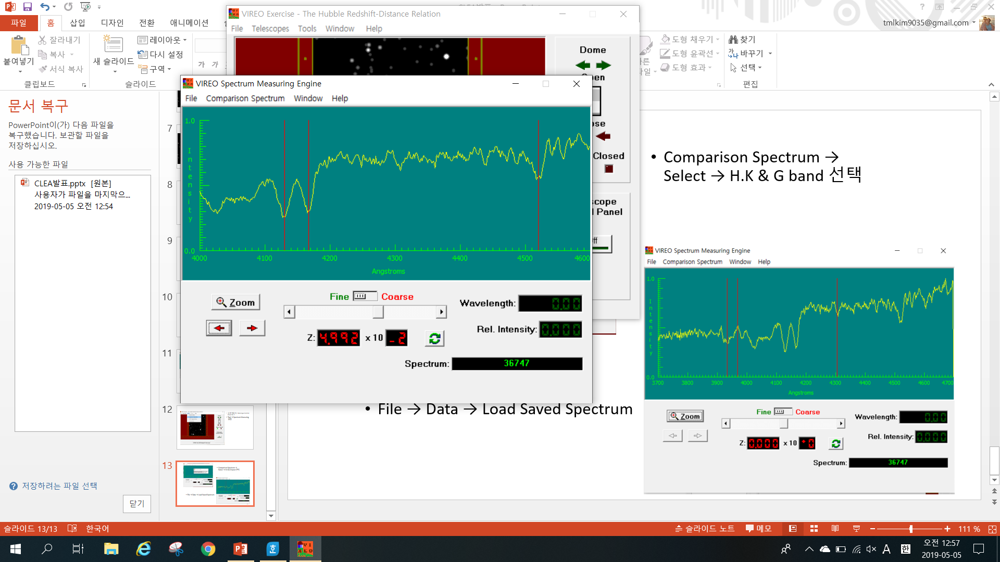 VIREO Exercise - The Hubble Redshift-Distance Relation
File Telescopes Tools Window Help
tmlkim9035@gmail.com
파일 홈 삽입 디자인 전환 애니메이션
붙여넣기
잘라내기
복사
서식 복사
클립보드
새 슬라이드
레이아웃
다시 설정
구역
슬라이드
가 가
도형 채우기
도형 윤곽선
도형 효과
찾기
바꾸기
선택
편집
Dome
Closed
Panel
문서 복구
PowerPoint이(가) 다음 파일을
복구했습니다. 보관할 파일을
저장하십시오.
사용 가능한 파일
CLEA발표.pptx [원본]
사용자가 파일을 마지막으...
2019-05-05 오전 12:54
저장하려는 파일 선택
닫기
7
8
9
10
11
12
13
VIREO Spectrum Measuring Engine
File Comparison Spectrum Window Help
1.0
Intensity
0.0
4000 4100 4200 4300 4400 4500 4600
Angstroms
Zoom
Fine Coarse
Wavelength: 0.00
Rel. Intensity: 0.000
Z: 4.992 x 10 -2
Spectrum: 36747
• Comparison Spectrum →
Select → H.K & G band 선택
• File → Data → Load Saved Spectrum
VIREO Spectrum Measuring Engine
File Comparison Spectrum Window Help
1.0
Intensity
0.0
3700 3800 3900 4000 4100 4200 4300 4400 4500 4600 4700
Angstroms
Zoom
Fine Coarse
Wavelength: 0.00
Rel. Intensity: 0.000
Z: 0.000 x 10 +0
Spectrum: 36747
슬라이드 13/13 한국어
슬라이드 노트 메모 111 %
A 한
오전 12:57
2019-05-05